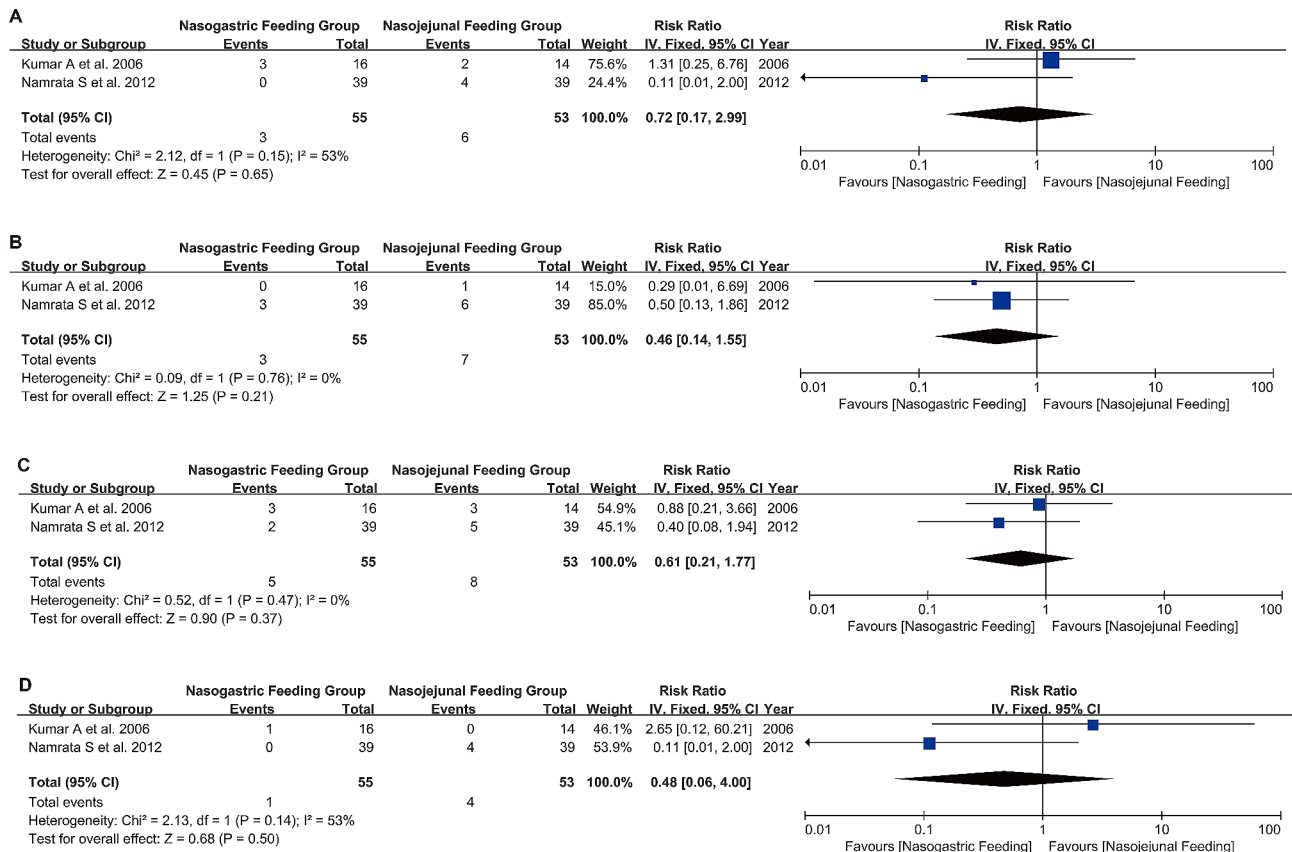 A
Nasogastric Feeding Group Nasojejunal Feeding Group Risk Ratio Risk Ratio
Study or Subgroup Events Total Events Total Weight IV, Fixed, 95% CI Year IV, Fixed, 95% CI
Kumar A et al. 2006 3 16 2 14 75.6% 1.31 [0.25, 6.76] 2006
Namrata S et al. 2012 0 39 4 39 24.4% 0.11 [0.01, 2.00] 2012
Total (95% CI) 55 53 100.0% 0.72 [0.17, 2.99]
Total events 3 6
Heterogeneity: Chi² = 2.12, df = 1 (P = 0.15); I² = 53%
Test for overall effect: Z = 0.45 (P = 0.65)
0.01 0.1 1 10 100
Favours [Nasogastric Feeding] Favours [Nasojejunal Feeding]
B
Nasogastric Feeding Group Nasojejunal Feeding Group Risk Ratio Risk Ratio
Study or Subgroup Events Total Events Total Weight IV, Fixed, 95% CI Year IV, Fixed, 95% CI
Kumar A et al. 2006 0 16 1 14 15.0% 0.29 [0.01, 6.69] 2006
Namrata S et al. 2012 3 39 6 39 85.0% 0.50 [0.13, 1.86] 2012
Total (95% CI) 55 53 100.0% 0.46 [0.14, 1.55]
Total events 3 7
Heterogeneity: Chi² = 0.09, df = 1 (P = 0.76); I² = 0%
Test for overall effect: Z = 1.25 (P = 0.21)
0.01 0.1 1 10 100
Favours [Nasogastric Feeding] Favours [Nasojejunal Feeding]
C
Nasogastric Feeding Group Nasojejunal Feeding Group Risk Ratio Risk Ratio
Study or Subgroup Events Total Events Total Weight IV, Fixed, 95% CI Year IV, Fixed, 95% CI
Kumar A et al. 2006 3 16 3 14 54.9% 0.88 [0.21, 3.66] 2006
Namrata S et al. 2012 2 39 5 39 45.1% 0.40 [0.08, 1.94] 2012
Total (95% CI) 55 53 100.0% 0.61 [0.21, 1.77]
Total events 5 8
Heterogeneity: Chi² = 0.52, df = 1 (P = 0.47); I² = 0%
Test for overall effect: Z = 0.90 (P = 0.37)
0.01 0.1 1 10 100
Favours [Nasogastric Feeding] Favours [Nasojejunal Feeding]
D
Nasogastric Feeding Group Nasojejunal Feeding Group Risk Ratio Risk Ratio
Study or Subgroup Events Total Events Total Weight IV, Fixed, 95% CI Year IV, Fixed, 95% CI
Kumar A et al. 2006 1 16 0 14 46.1% 2.65 [0.12, 60.21] 2006
Namrata S et al. 2012 0 39 4 39 53.9% 0.11 [0.01, 2.00] 2012
Total (95% CI) 55 53 100.0% 0.48 [0.06, 4.00]
Total events 1 4
Heterogeneity: Chi² = 2.13, df = 1 (P = 0.14); I² = 53%
Test for overall effect: Z = 0.68 (P = 0.50)
0.01 0.1 1 10 100
Favours [Nasogastric Feeding] Favours [Nasojejunal Feeding]